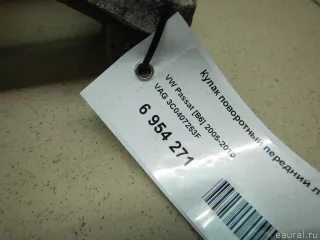 Кулак поворотный передний л
VW Passat [B6] 2005-2010
VAG 3C0407253F
6 954 271
© eaural.ru